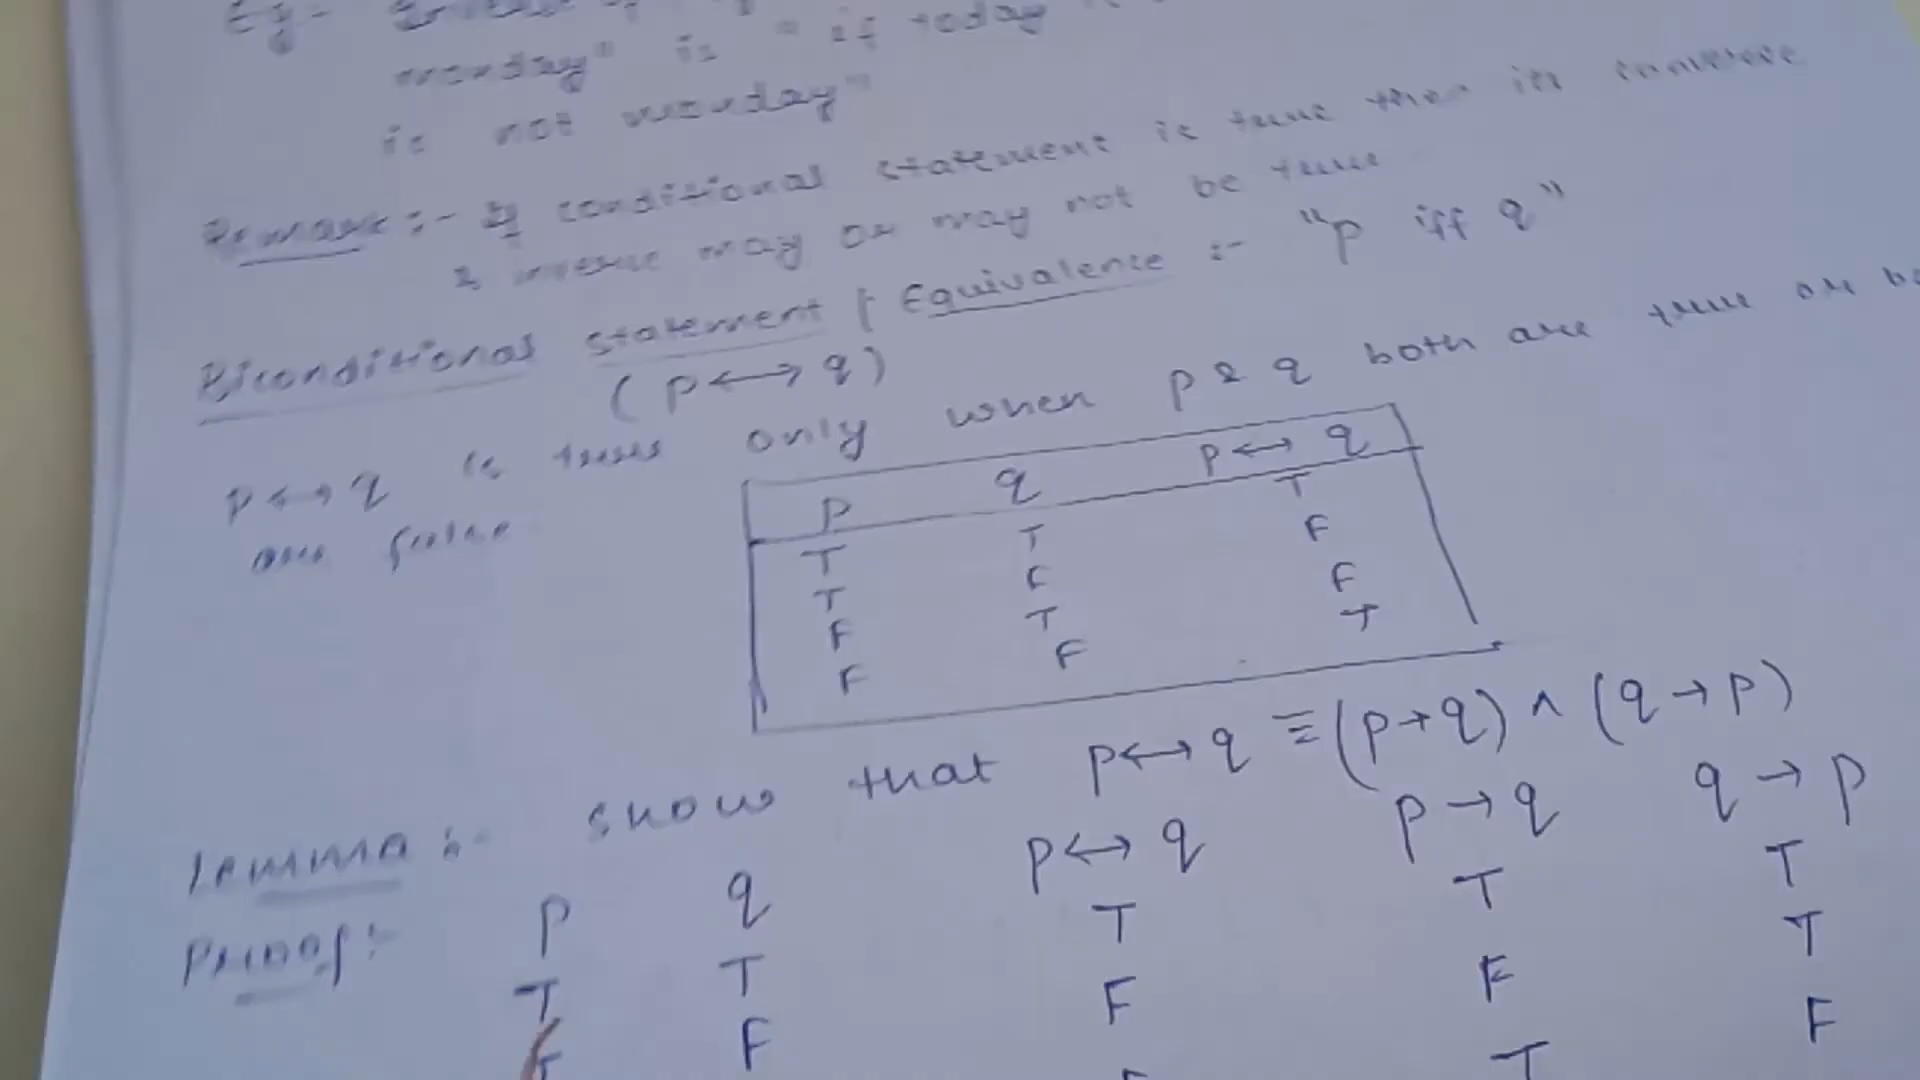 Eg:-
monday" is "if today
is not monday"
Remark :- If conditional statement is true then its converse
& inverse may or may not be true
Biconditional statement / Equivalence :- "p iff q"
(p ↔ q)
p ↔ q is true only when p & q both are true or
are false
p q p ↔ q
T T T
T F F
F T F
F F T
Lemma :- show that p ↔ q ≡ (p → q) ∧ (q → p)
Proof :- p q p ↔ q p → q q → p
T T T T T
T F F F T
F T F